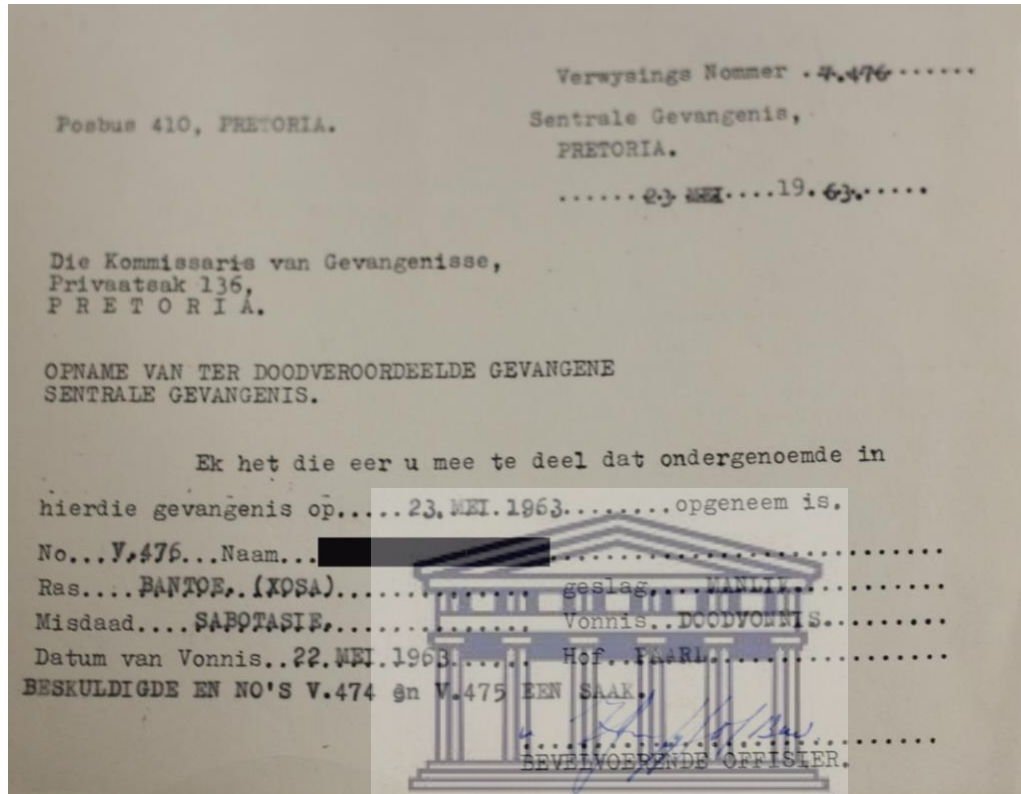 Verwysings Nommer . V.476 .......
Posbus 410, PRETORIA.
Sentrale Gevangenis,
PRETORIA.
...... 23 MEI....19.63......
Die Kommissaris van Gevangenisse,
Privaatsak 136,
P R E T O R I A.
OPNAME VAN TER DOODVEROORDEELDE GEVANGENE
SENTRALE GEVANGENIS.
Ek het die eer u mee te deel dat ondergenoemde in
hierdie gevangenis op.....23.MEI.1963........opgeneem is.
No...V.476...Naam...
Ras....BANTOE, (XOSA).............. geslag....MANLIK.............
Misdaad....SABOTASIE,.............. Vonnis..DOODVONNIS..........
Datum van Vonnis..22.MEI.1963...... Hof..PAARL................
BESKULDIGDE EN NO'S V.474 en V.475 EEN SAAK.
BEVELVOERENDE OFFISIER.